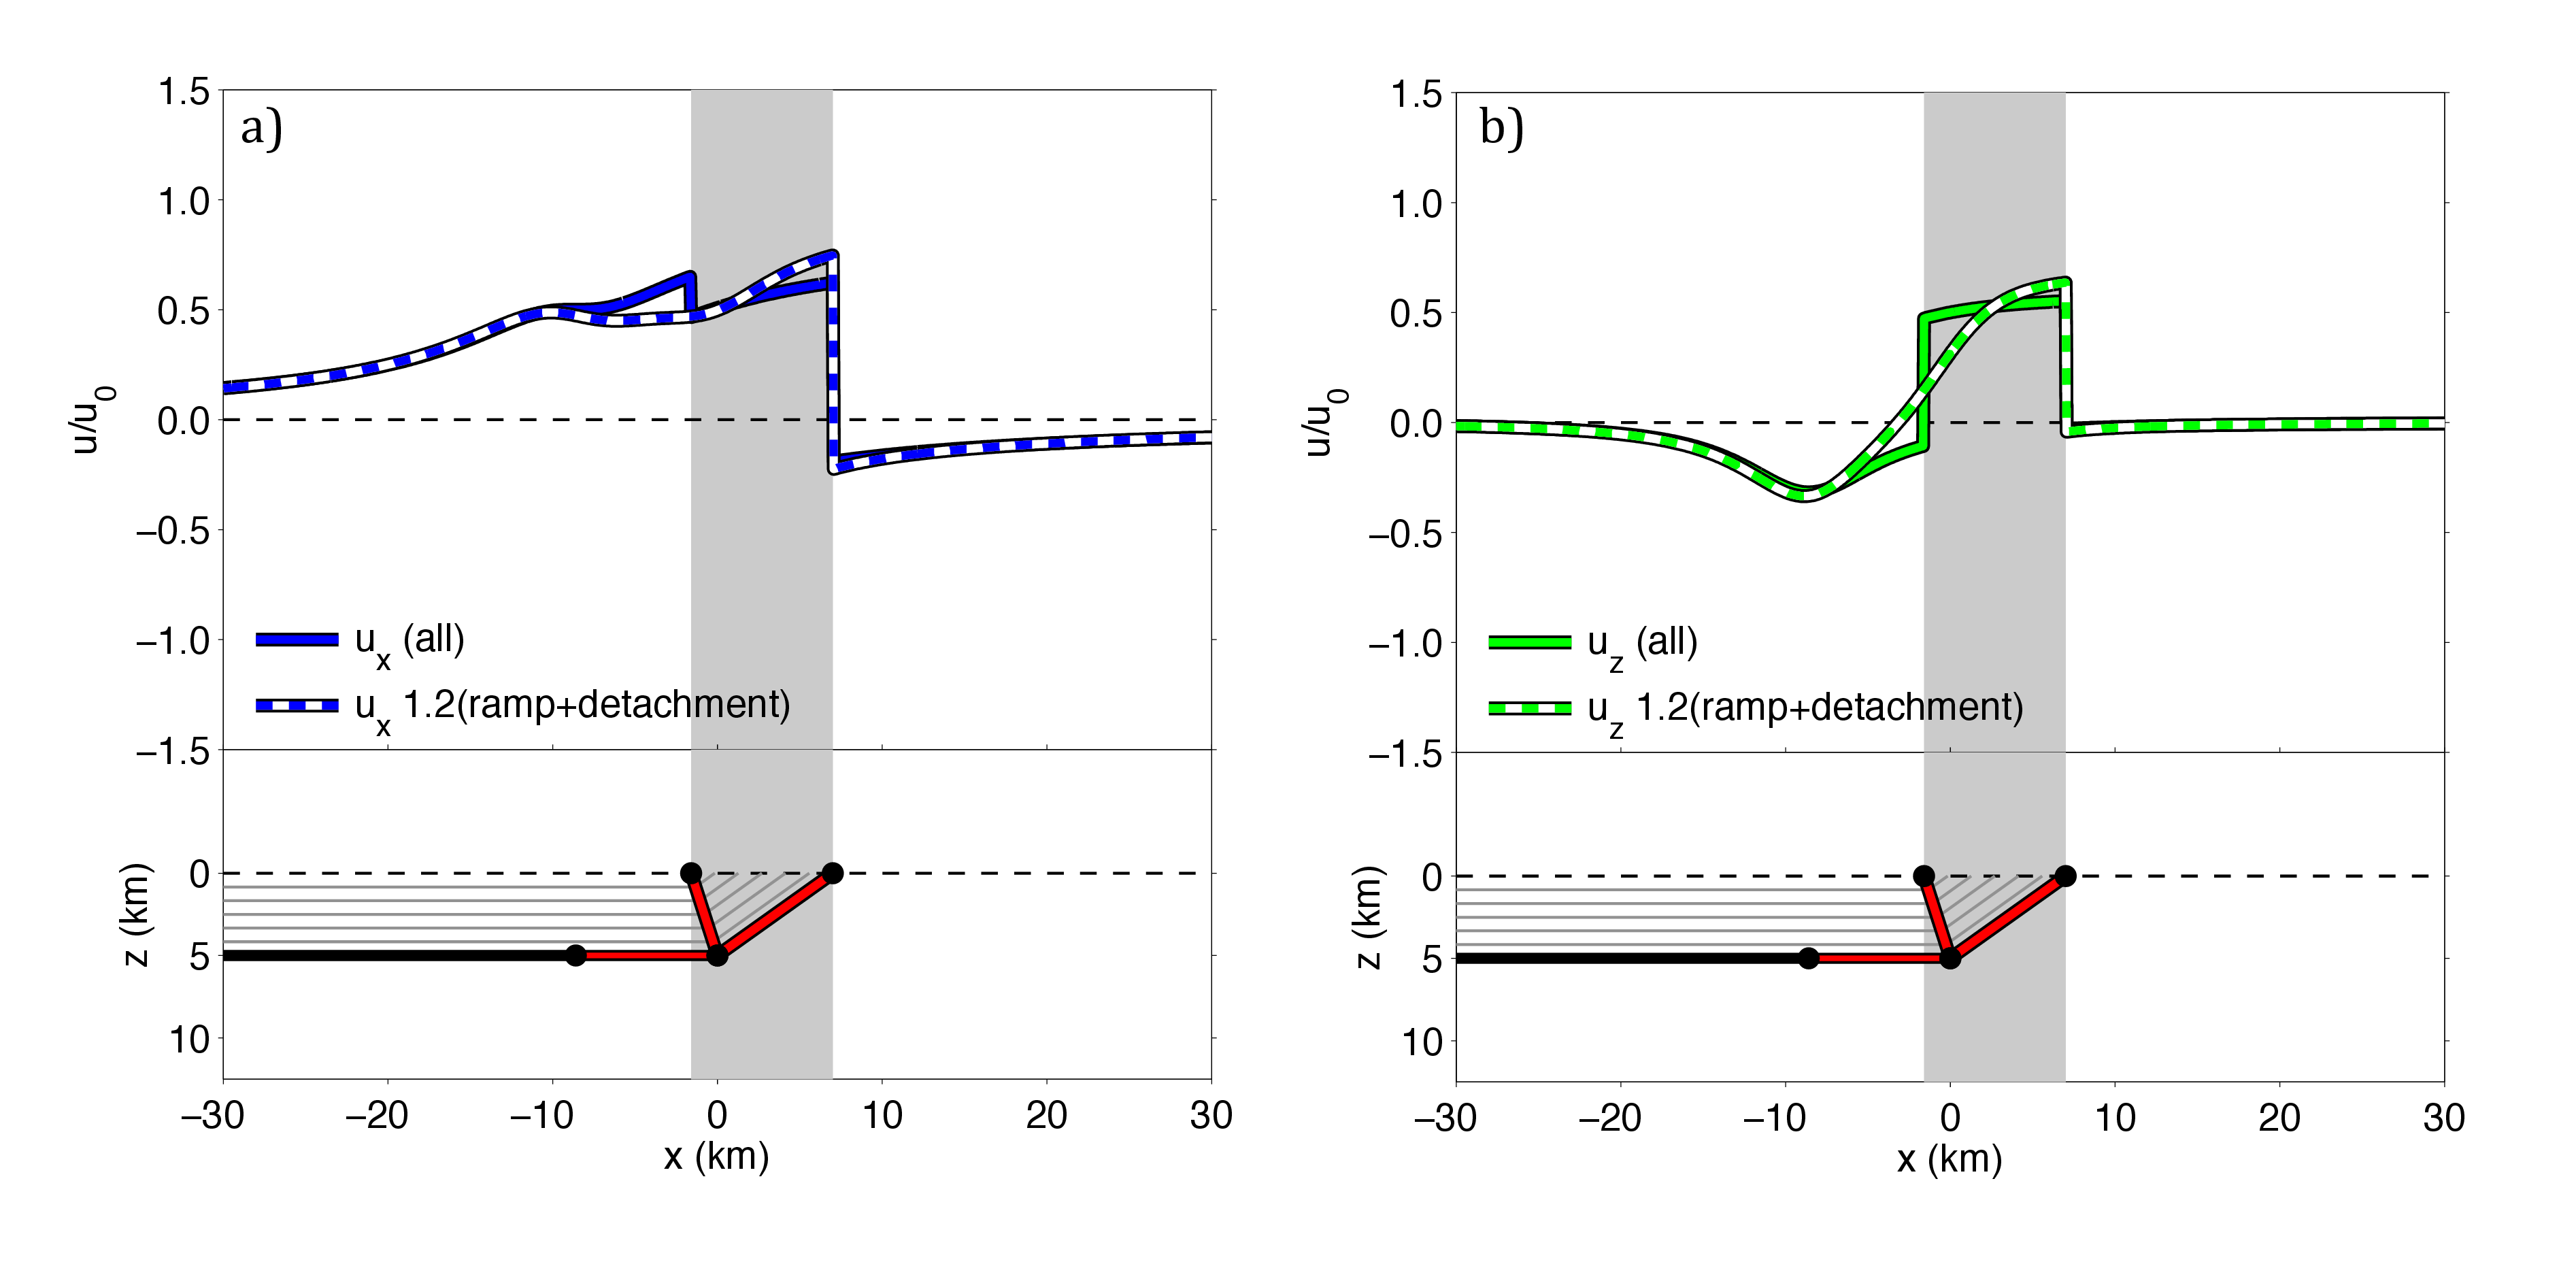 a)
1.5
1.0
0.5
0.0
−0.5
−1.0
−1.5
u/u0
ux (all)
ux 1.2(ramp+detachment)
0
5
10
z (km)
−30 −20 −10 0 10 20 30
x (km)
b)
1.5
1.0
0.5
0.0
−0.5
−1.0
−1.5
u/u0
uz (all)
uz 1.2(ramp+detachment)
0
5
10
z (km)
−30 −20 −10 0 10 20 30
x (km)